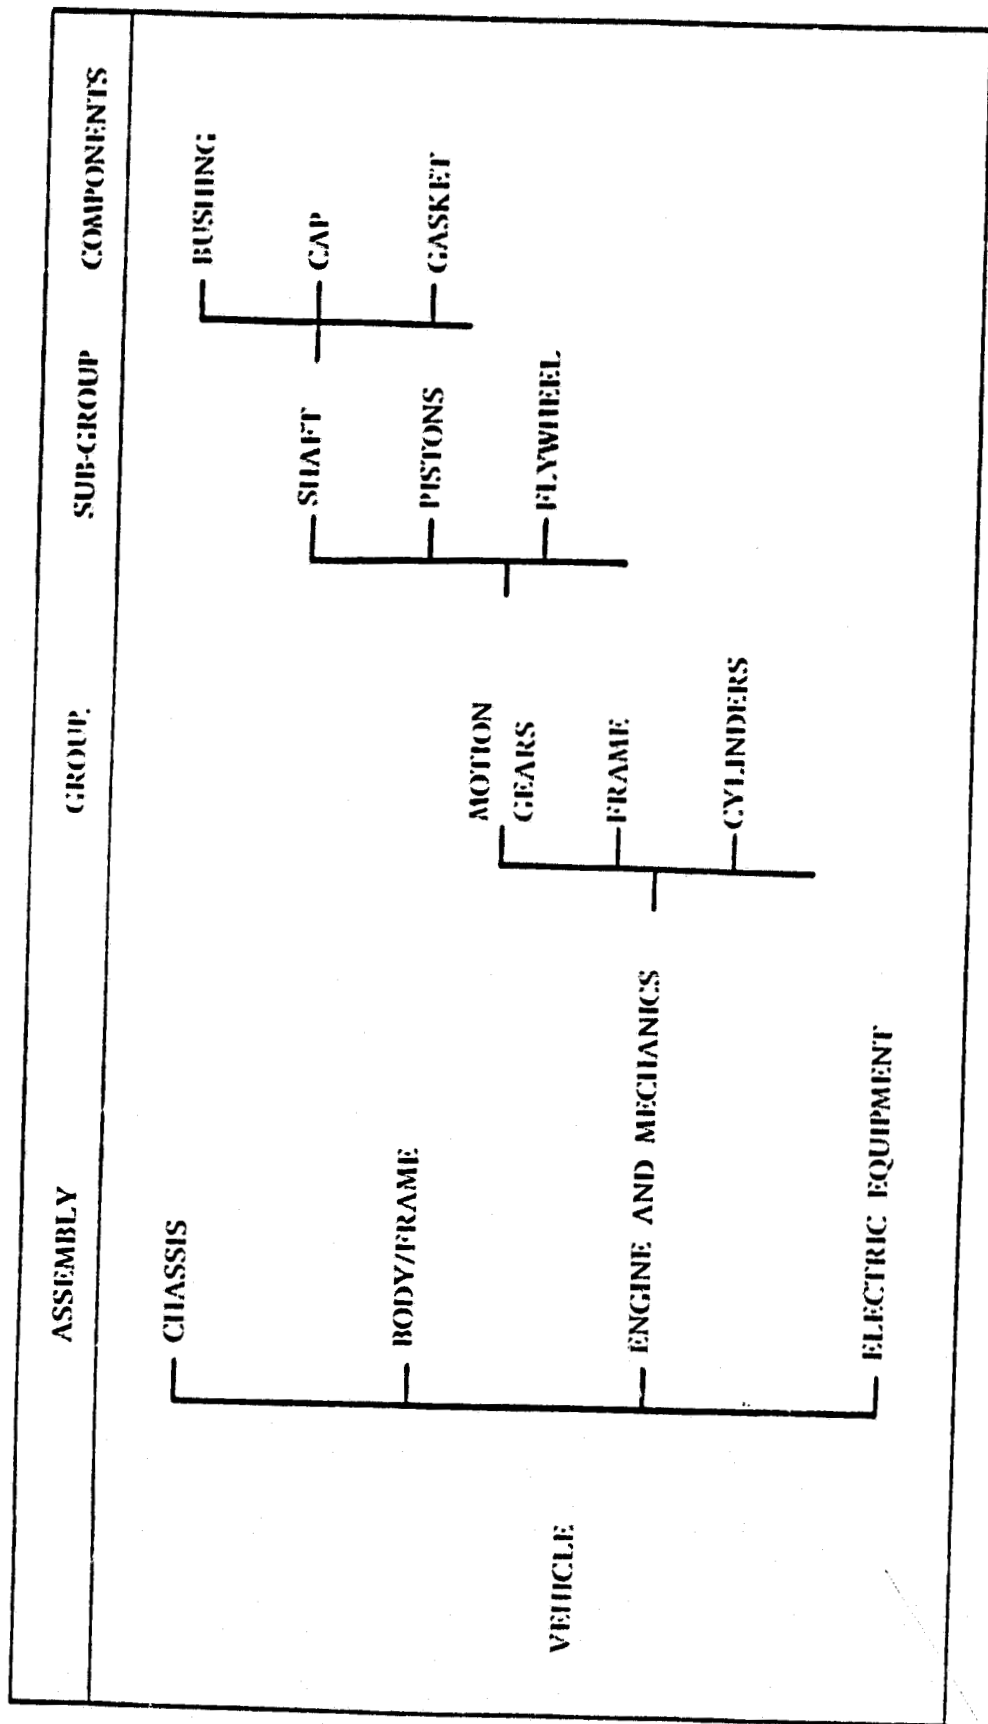 ASSEMBLY
GROUP.
SUB-GROUP
COMPONENTS
VEHICLE
CHASSIS
BODY/FRAME
ENGINE AND MECHANICS
ELECTRIC EQUIPMENT
MOTION
GEARS
FRAME
CYLINDERS
SHAFT
PISTONS
FLYWHEEL
BUSHING
CAP
GASKET